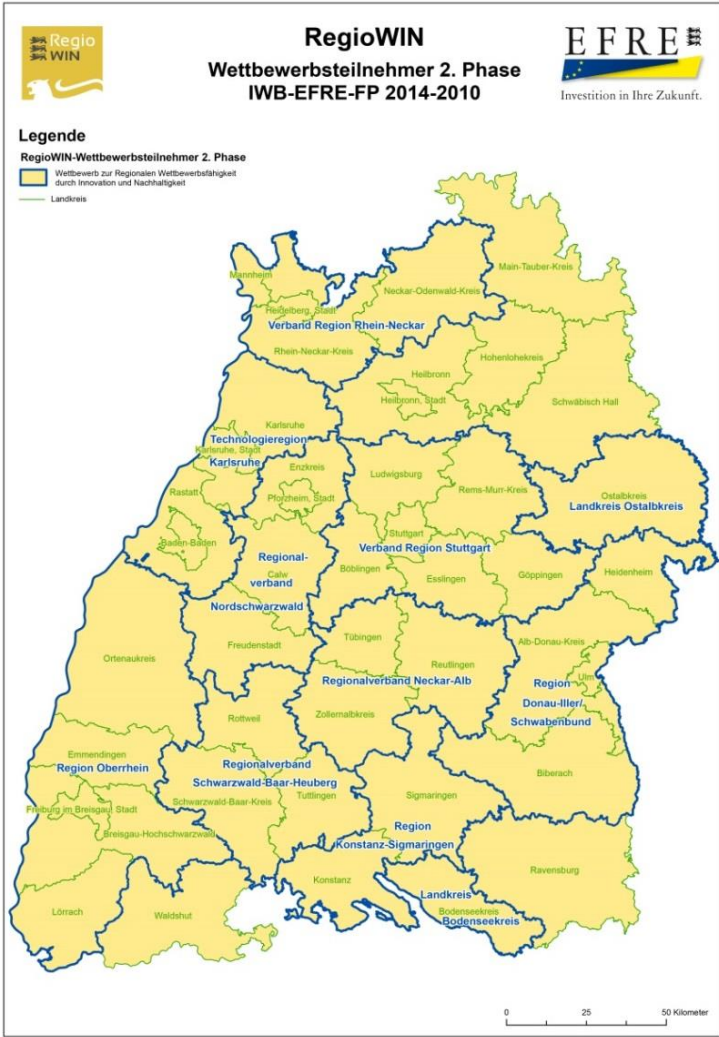 Regio
WIN
RegioWIN
Wettbewerbsteilnehmer 2. Phase
IWB-EFRE-FP 2014-2010
EFRE
Investition in Ihre Zukunft.
Legende
RegioWIN-Wettbewerbsteilnehmer 2. Phase
Wettbewerb zur Regionalen Wettbewerbsfähigkeit
durch Innovation und Nachhaltigkeit
Landkreis
Main-Tauber-Kreis
Mannheim
Neckar-Odenwald-Kreis
Heidelberg, Stadt
Verband Region Rhein-Neckar
Rhein-Neckar-Kreis
Hohenlohekreis
Heilbronn
Heilbronn, Stadt
Schwäbisch Hall
Karlsruhe
Technologieregion
Karlsruhe, Stadt
Karlsruhe
Enzkreis
Ludwigsburg
Rems-Murr-Kreis
Rastatt
Pforzheim, Stadt
Ostalbkreis
Landkreis Ostalbkreis
Stuttgart
Baden-Baden
Verband Region Stuttgart
Regional-
verband
Calw
Böblingen
Esslingen
Göppingen
Heidenheim
Nordschwarzwald
Freudenstadt
Tübingen
Alb-Donau-Kreis
Ortenaukreis
Reutlingen
Ulm
Regionalverband Neckar-Alb
Region
Donau-Iller/
Schwabenbund
Zollernalbkreis
Rottweil
Emmendingen
Region Oberrhein
Regionalverband
Schwarzwald-Baar-Heuberg
Biberach
Schwarzwald-Baar-Kreis
Tuttlingen
Sigmaringen
Freiburg im Breisgau, Stadt
Breisgau-Hochschwarzwald
Region
Konstanz-Sigmaringen
Ravensburg
Konstanz
Landkreis
Bodenseekreis
Bodenseekreis
Lörrach
Waldshut
0 25 50 Kilometer